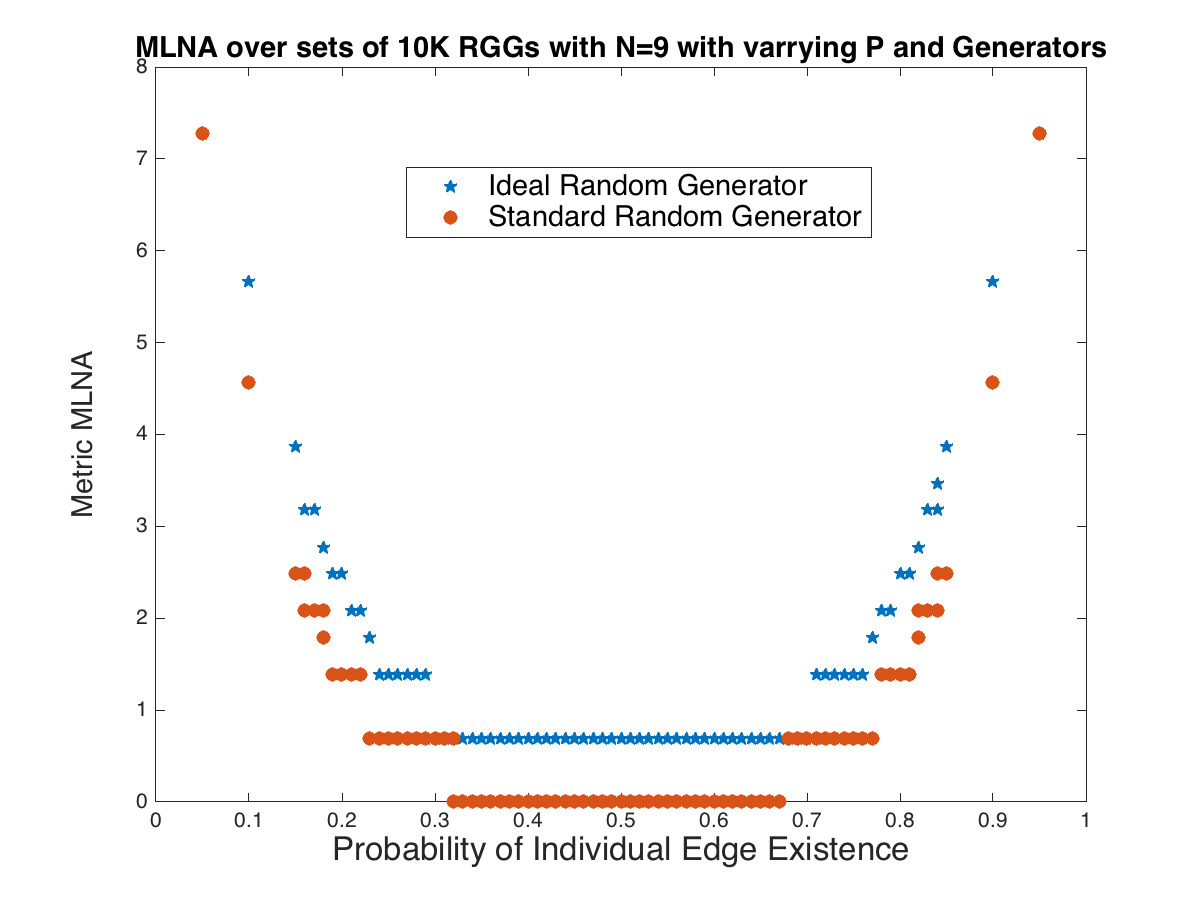 MLNA over sets of 10K RGGs with N=9 with varrying P and Generators
8
7
6
5
4
3
2
1
0
Metric MLNA
Ideal Random Generator
Standard Random Generator
0 0.1 0.2 0.3 0.4 0.5 0.6 0.7 0.8 0.9 1
Probability of Individual Edge Existence